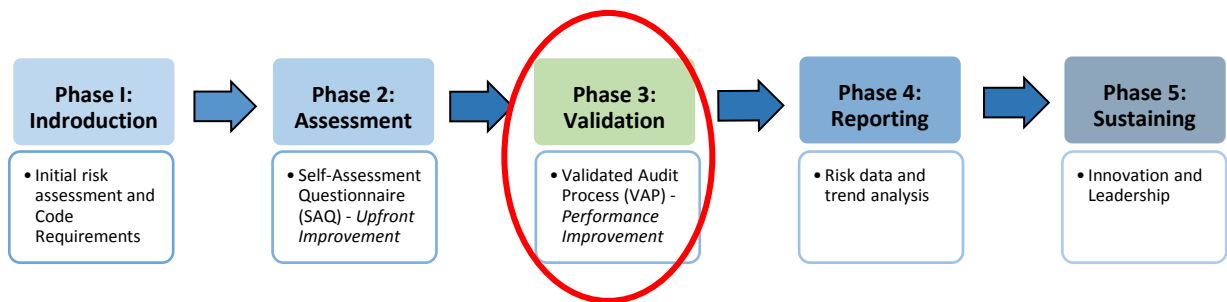 Phase I:
Indroduction
• Initial risk
assessment and
Code
Requirements
Phase 2:
Assessment
• Self-Assessment
Questionnaire
(SAQ) - Upfront
Improvement
Phase 3:
Validation
• Validated Audit
Process (VAP) -
Performance
Improvement
Phase 4:
Reporting
• Risk data and
trend analysis
Phase 5:
Sustaining
• Innovation and
Leadership